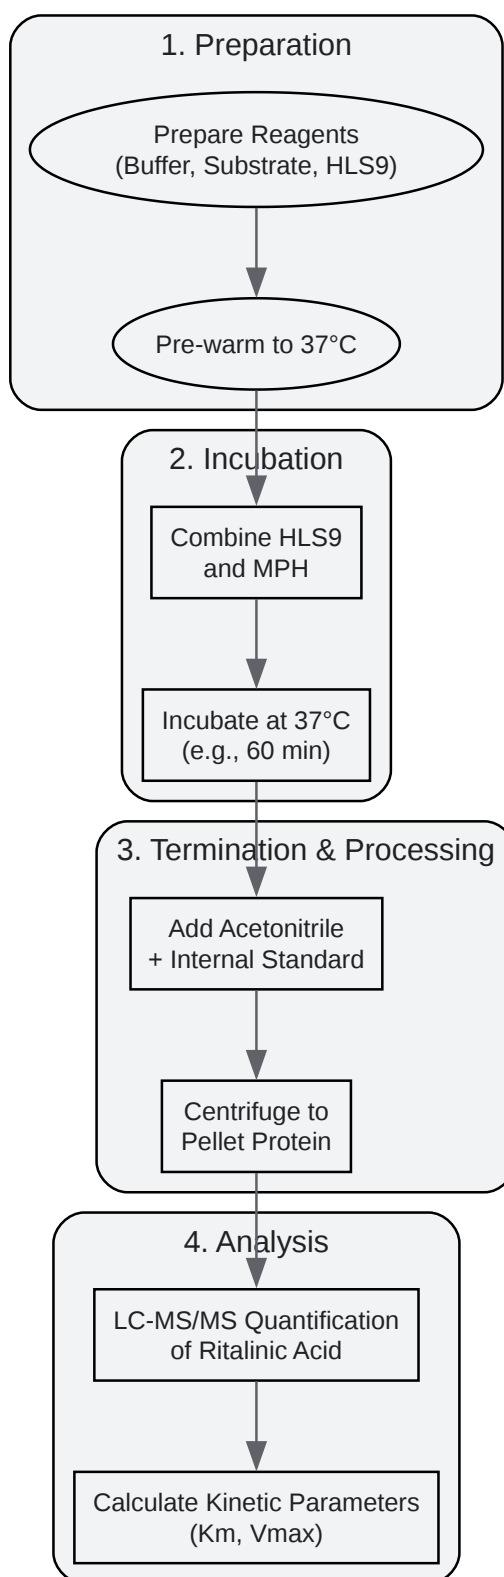 1. Preparation
Prepare Reagents
(Buffer, Substrate, HLS9)
Pre-warm to 37°C
2. Incubation
Combine HLS9
and MPH
Incubate at 37°C
(e.g., 60 min)
3. Termination & Processing
Add Acetonitrile
+ Internal Standard
Centrifuge to
Pellet Protein
4. Analysis
LC-MS/MS Quantification
of Ritalinic Acid
Calculate Kinetic Parameters
(Km, Vmax)